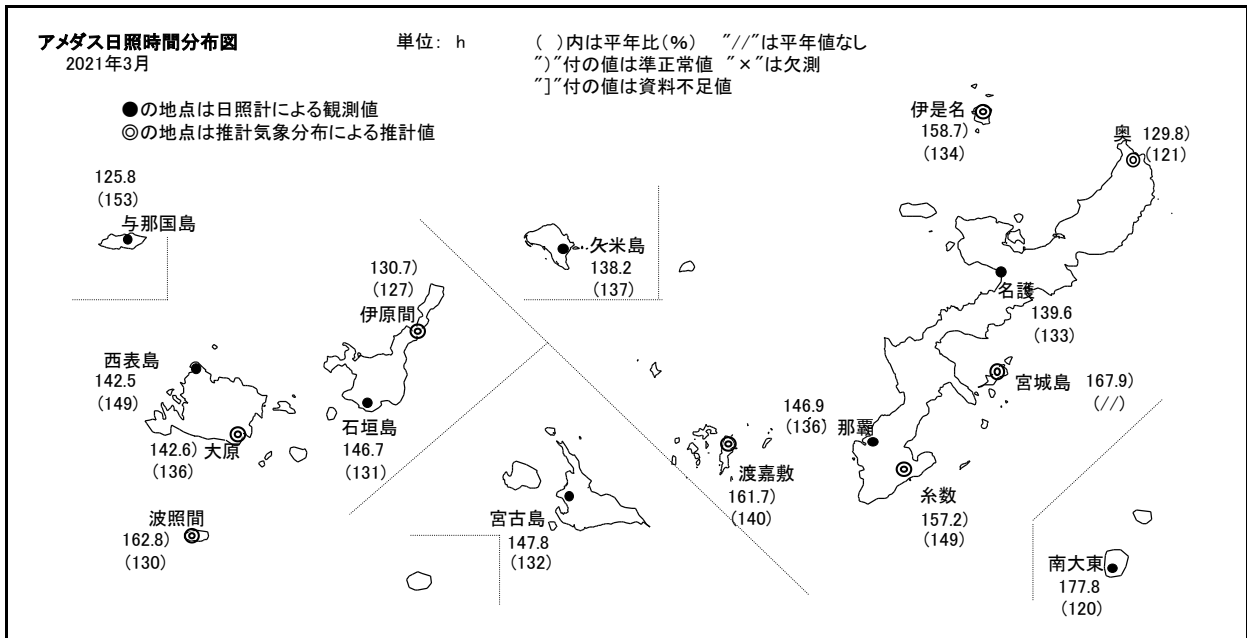 アメダス日照時間分布図
2021年3月
単位: h
( )内は平年比(%) "//"は平年値なし
")"付の値は準正常値 "×"は欠測
"]"付の値は資料不足値
●の地点は日照計による観測値
◎の地点は推計気象分布による推計値
伊是名
158.7)
(134)
奥
129.8)
(121)
125.8
(153)
与那国島
久米島
138.2
(137)
130.7)
(127)
伊原間
名護
139.6
(133)
西表島
142.5
(149)
宮城島
167.9)
(//)
石垣島
146.7
(131)
142.6)
(136)
大原
146.9
(136)
那覇
渡嘉敷
161.7)
(140)
糸数
157.2)
(149)
宮古島
147.8
(132)
波照間
162.8)
(130)
南大東
177.8
(120)